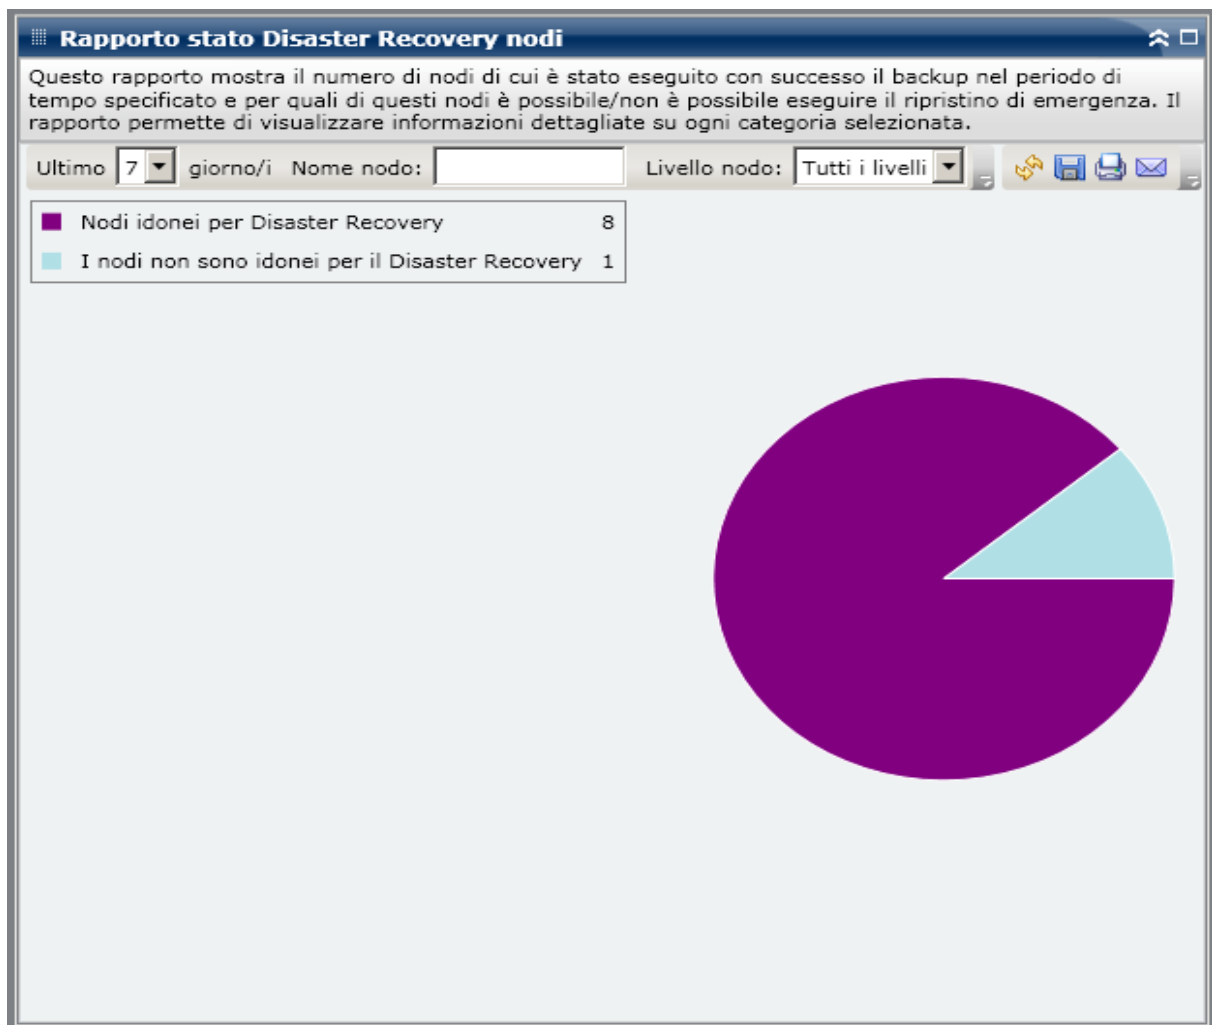 Rapporto stato Disaster Recovery nodi
Questo rapporto mostra il numero di nodi di cui è stato eseguito con successo il backup nel periodo di
tempo specificato e per quali di questi nodi è possibile/non è possibile eseguire il ripristino di emergenza. Il
rapporto permette di visualizzare informazioni dettagliate su ogni categoria selezionata.
Ultimo 7 giorno/i Nome nodo: Livello nodo: Tutti i livelli
Nodi idonei per Disaster Recovery 8
I nodi non sono idonei per il Disaster Recovery 1